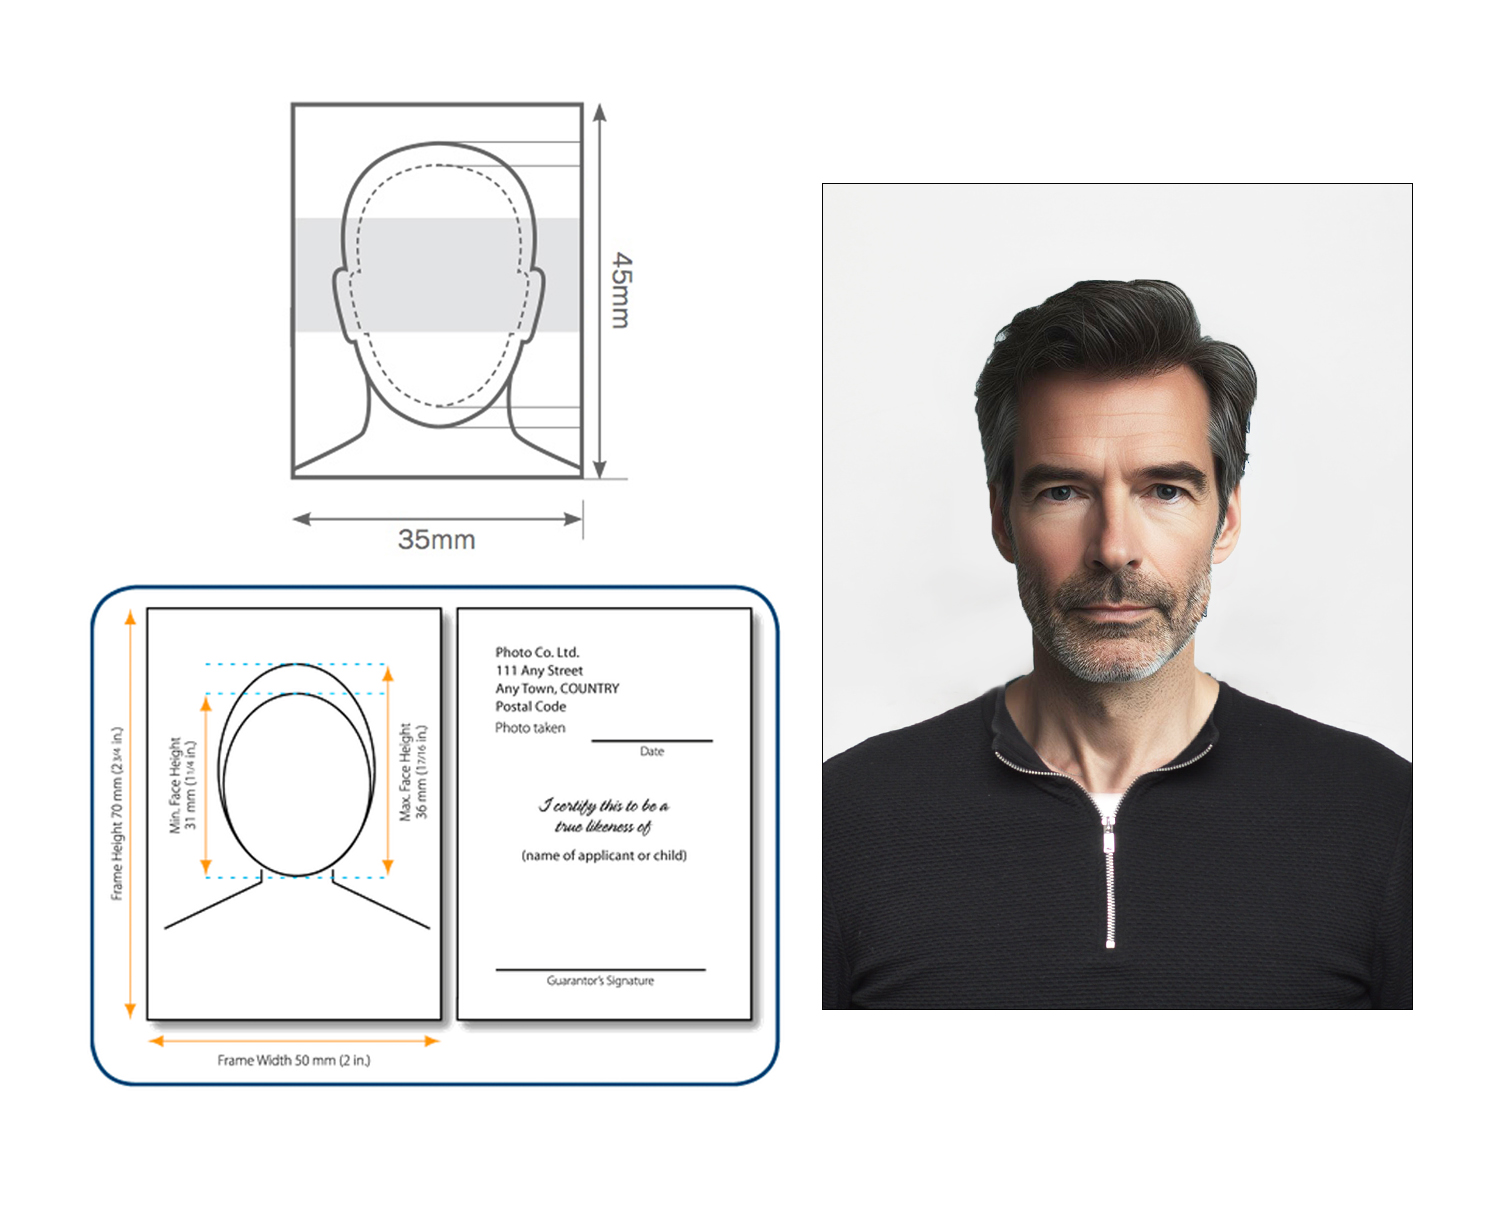 45mm
35mm
Frame Height 70 mm (2 3/4 in.)
Min. Face Height
31 mm (1 1/4 in.)
Max. Face Height
36 mm (1 7/16 in.)
Frame Width 50 mm (2 in.)
Photo Co. Ltd.
111 Any Street
Any Town, COUNTRY
Postal Code
Photo taken
Date
I certify this to be a
true likeness of
(name of applicant or child)
Guarantor's Signature